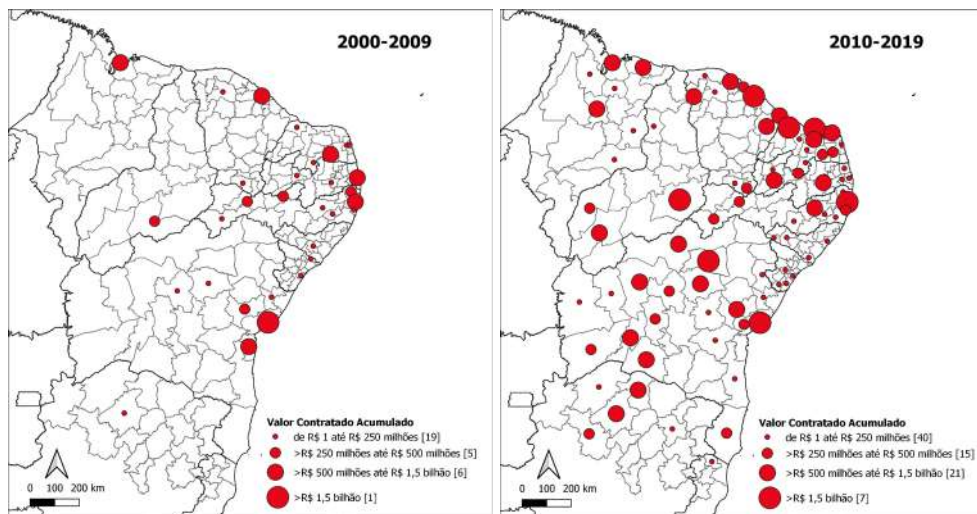 2000-2009
Valor Contratado Acumulado
de R$ 1 até R$ 250 milhões [19]
>R$ 250 milhões até R$ 500 milhões [5]
>R$ 500 milhões até R$ 1,5 bilhão [6]
>R$ 1,5 bilhão [1]
0 100 200 km
2010-2019
Valor Contratado Acumulado
de R$ 1 até R$ 250 milhões [40]
>R$ 250 milhões até R$ 500 milhões [15]
>R$ 500 milhões até R$ 1,5 bilhão [21]
>R$ 1,5 bilhão [7]
0 100 200 km